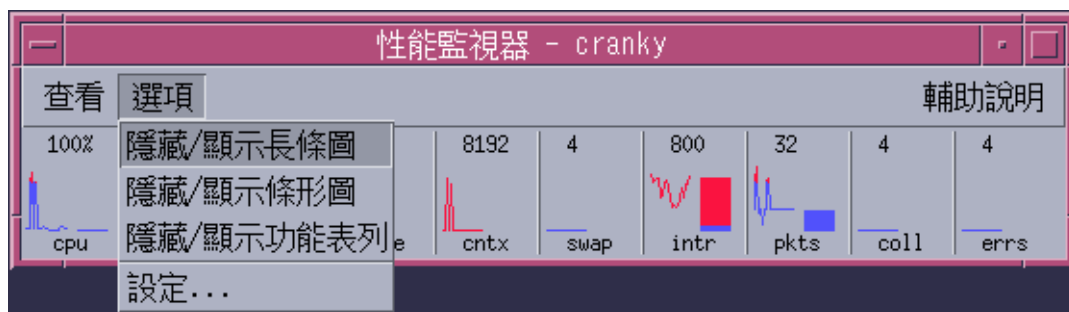 性能監視器 - cranky
查看 選項 輔助說明
100% 8192 4 800 32 4 4
隱藏/顯示長條圖
隱藏/顯示條形圖
隱藏/顯示功能表列
設定...
cpu e cntx swap intr pkts coll errs